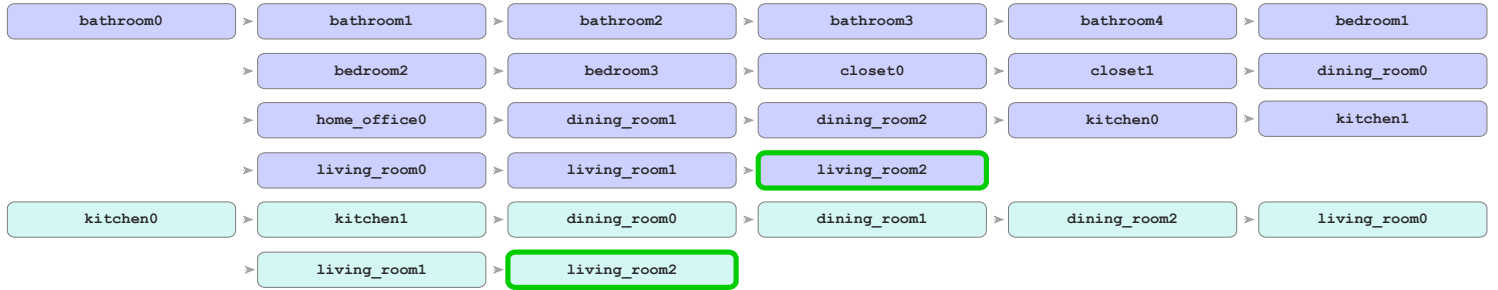 bathroom0 bathroom1 bathroom2 bathroom3 bathroom4 bedroom1
bedroom2 bedroom3 closet0 closet1 dining_room0
home_office0 dining_room1 dining_room2 kitchen0 kitchen1
living_room0 living_room1 living_room2
kitchen0 kitchen1 dining_room0 dining_room1 dining_room2 living_room0
living_room1 living_room2